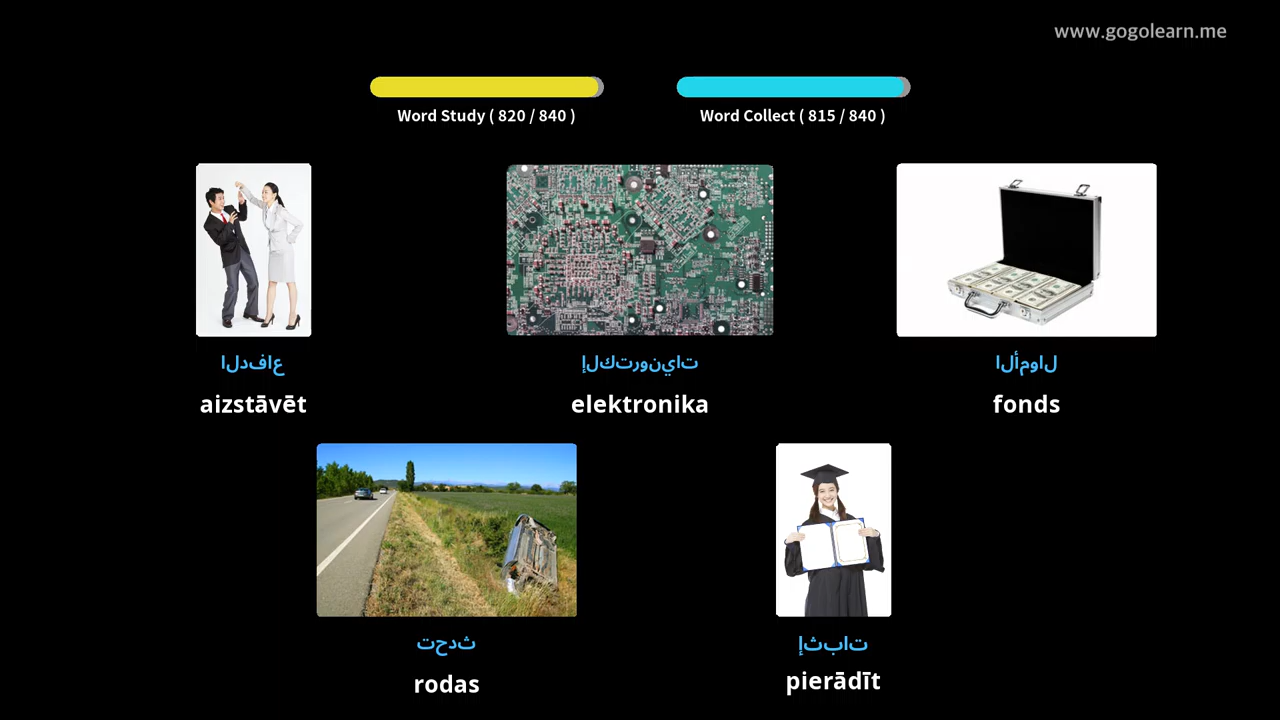 www.gogolearn.me
Word Study ( 820 / 840 )
Word Collect ( 815 / 840 )
الدفاع
إلكترونيات
الأموال
aizstāvēt
elektronika
fonds
تحدث
إثبات
rodas
pierādīt